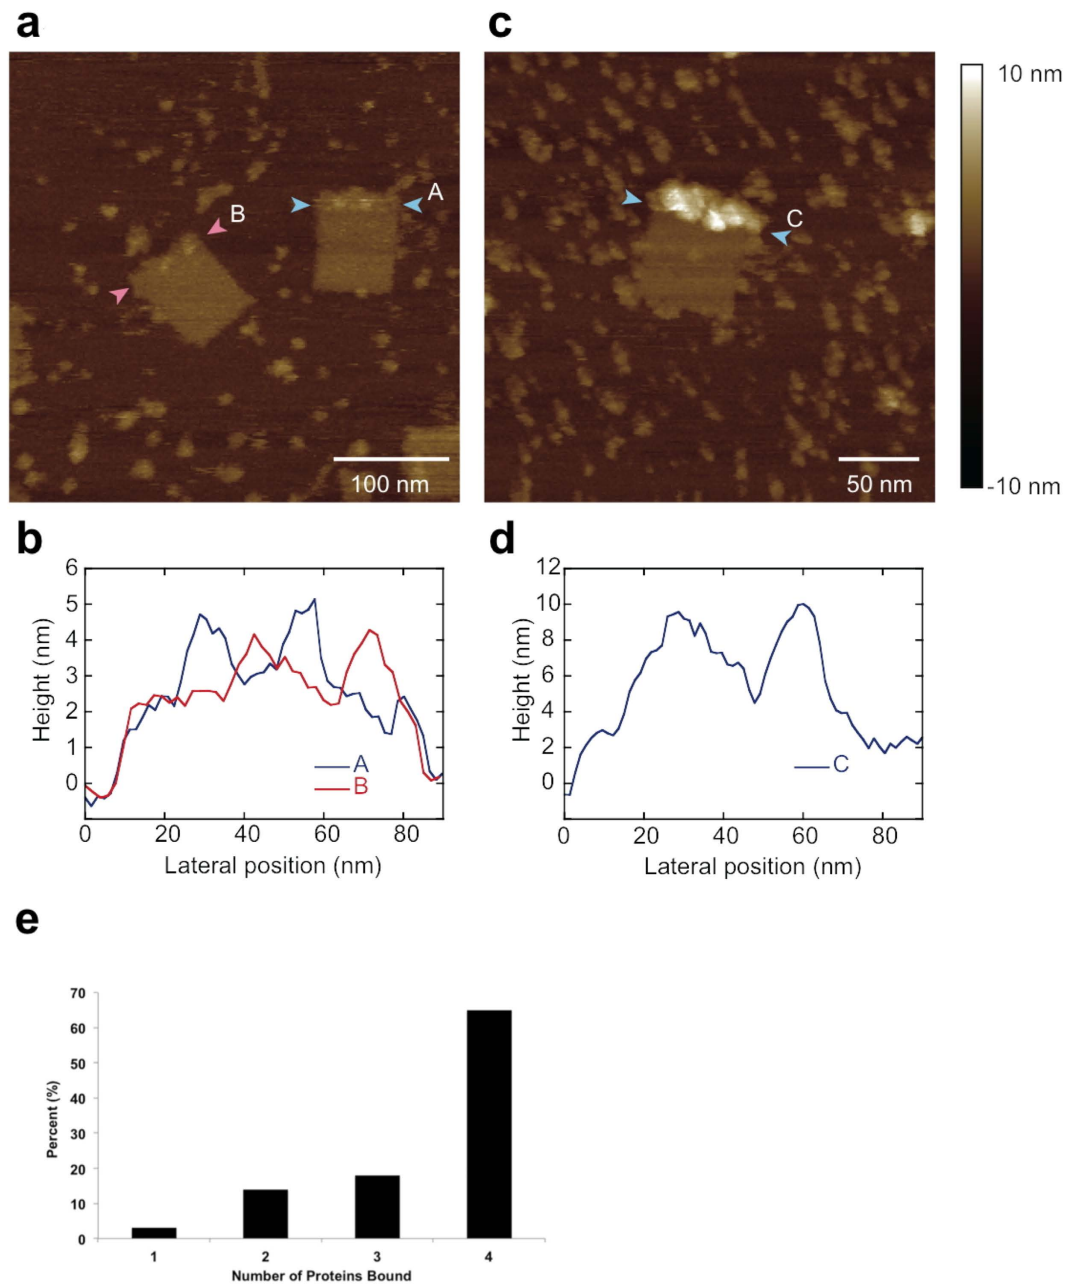 a
c
B
A
C
100 nm
50 nm
10 nm
-10 nm
b
d
6
5
4
3
2
1
0
Height (nm)
A
B
0 20 40 60 80
Lateral position (nm)
12
10
8
6
4
2
0
Height (nm)
C
0 20 40 60 80
Lateral position (nm)
e
70
60
50
40
30
20
10
0
Percent (%)
1 2 3 4
Number of Proteins Bound